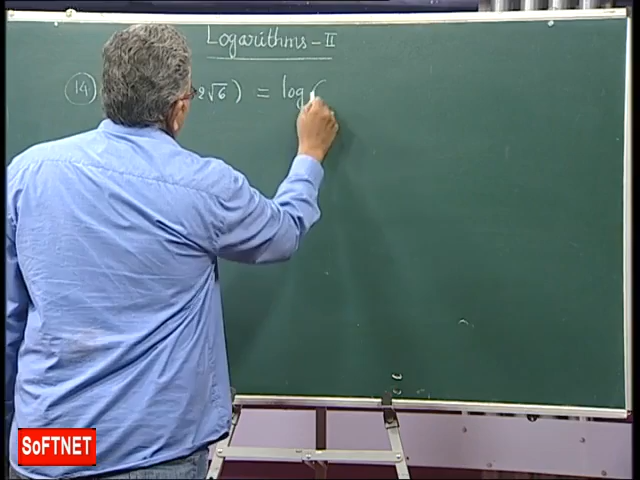 Logarithms - II
14 2√6) = log (
SoFTNET